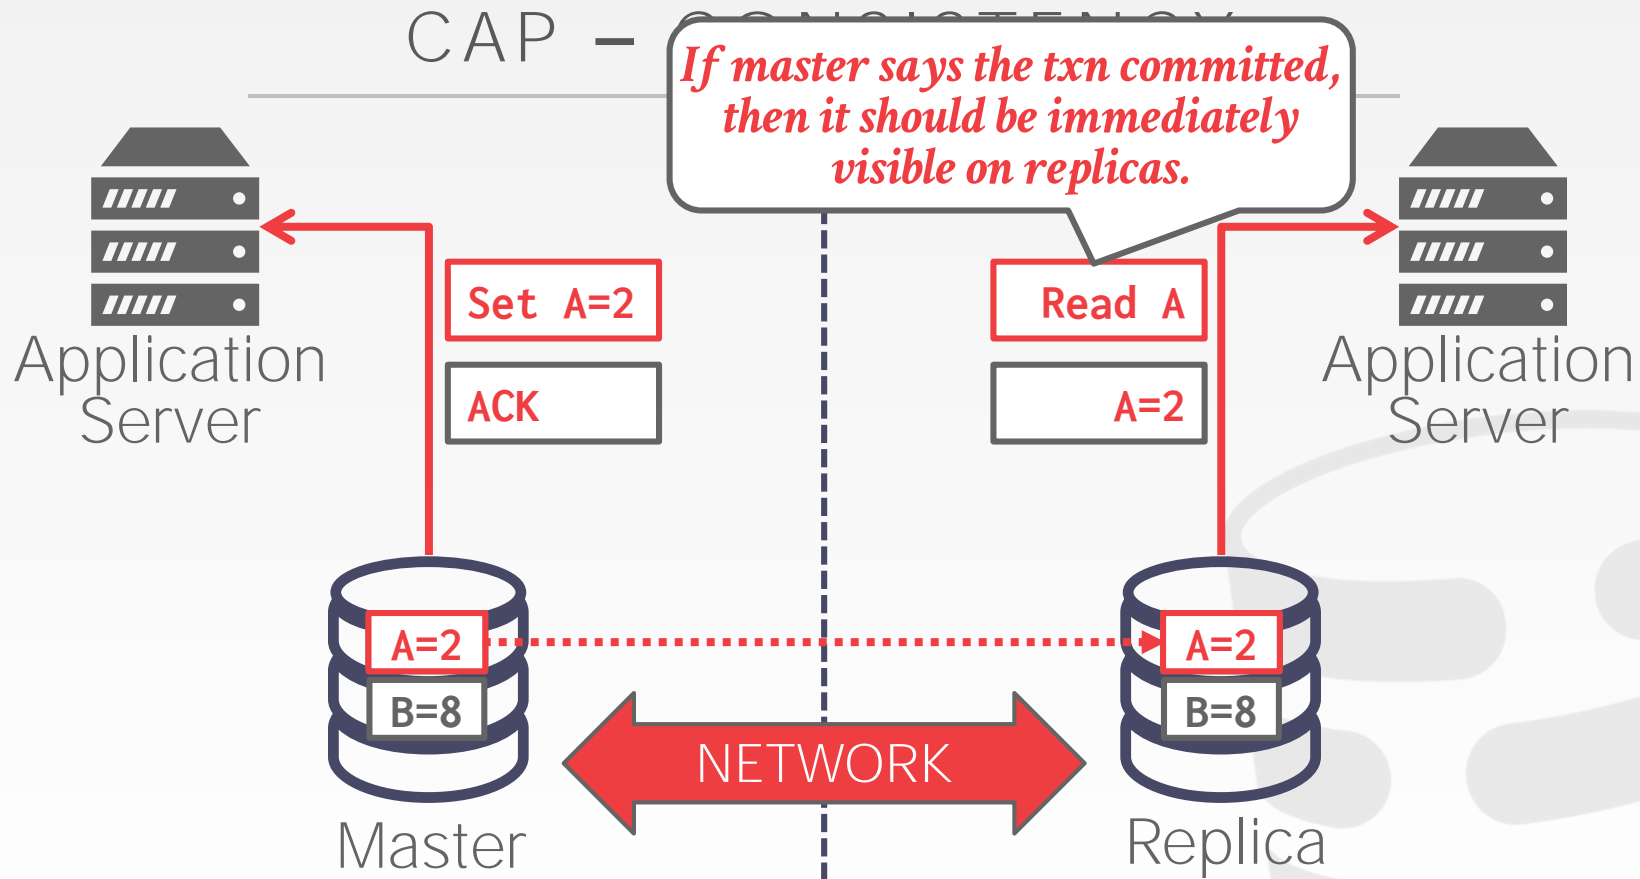 CAP – CONSISTENCY
If master says the txn committed,
then it should be immediately
visible on replicas.
Set A=2
ACK
Read A
A=2
Application
Server
Application
Server
A=2
B=8
A=2
B=8
NETWORK
Master
Replica